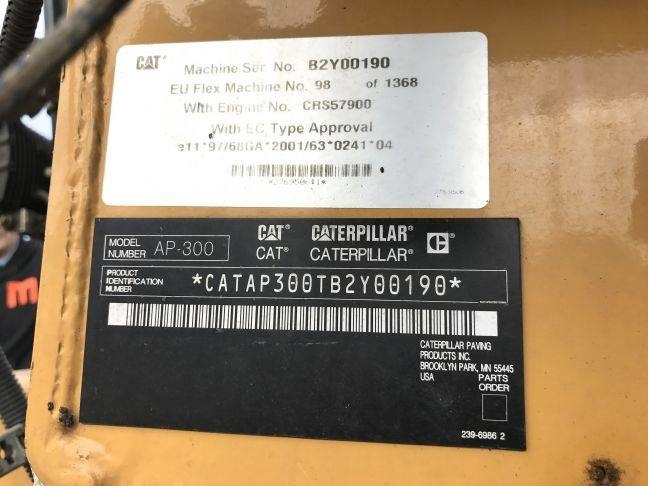 CAT
Machine Ser. No. B2Y00190
EU Flex Machine No. 98 of 1368
With Engine No. CRS57900
With EC Type Approval
e11*97/68GA*2001/63*0241*04
MODEL NUMBER AP-300
CAT CATERPILLAR C
CAT® CATERPILLAR®
PRODUCT IDENTIFICATION NUMBER *CATAP300TB2Y00190*
CATERPILLAR PAVING
PRODUCTS INC.
BROOKLYN PARK, MN 55445
USA PARTS
ORDER
239-6986 2
m